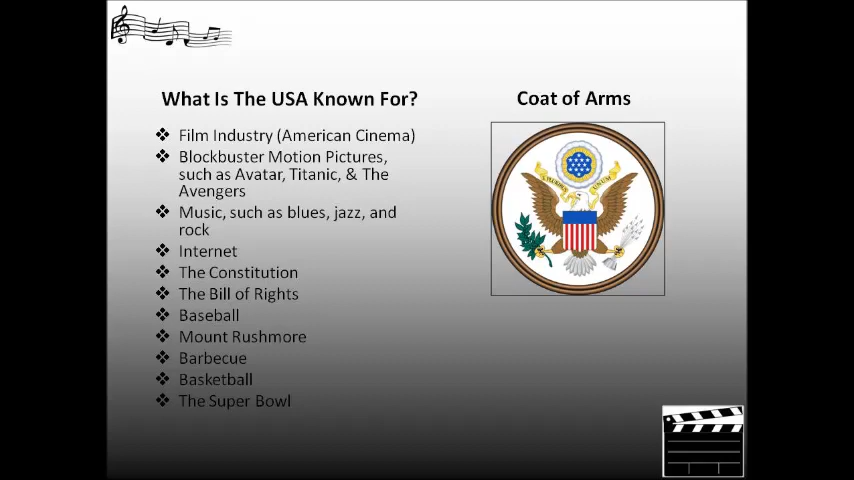 What Is The USA Known For?
Film Industry (American Cinema)
Blockbuster Motion Pictures,
such as Avatar, Titanic, & The
Avengers
Music, such as blues, jazz, and
rock
Internet
The Constitution
The Bill of Rights
Baseball
Mount Rushmore
Barbecue
Basketball
The Super Bowl
Coat of Arms